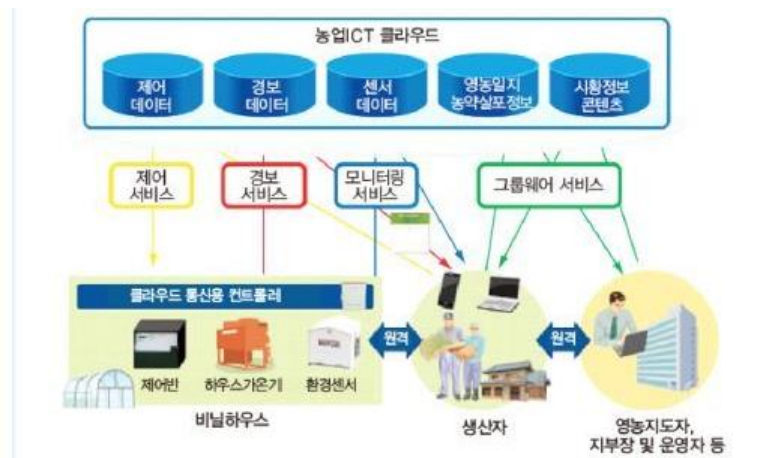 농업ICT 클라우드
제어
데이터
경보
데이터
센서
데이터
영농일지
농약살포정보
시황정보
콘텐츠
제어
서비스
경보
서비스
모니터링
서비스
그룹웨어 서비스
클라우드 통신용 컨트롤러
원격
원격
제어반
하우스가온기
환경센서
비닐하우스
생산자
영농지도자,
지부장 및 운영자 등